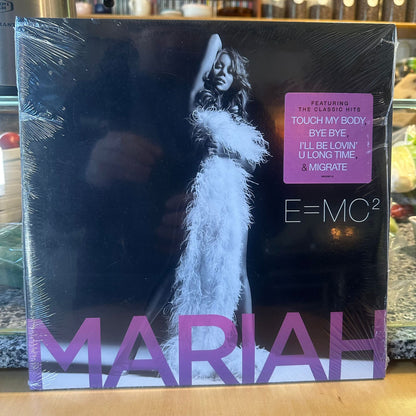 FEATURING
THE CLASSIC HITS
TOUCH MY BODY
BYE BYE
I'LL BE LOVIN'
U LONG TIME,
& MIGRATE
E=MC²
MARIAH